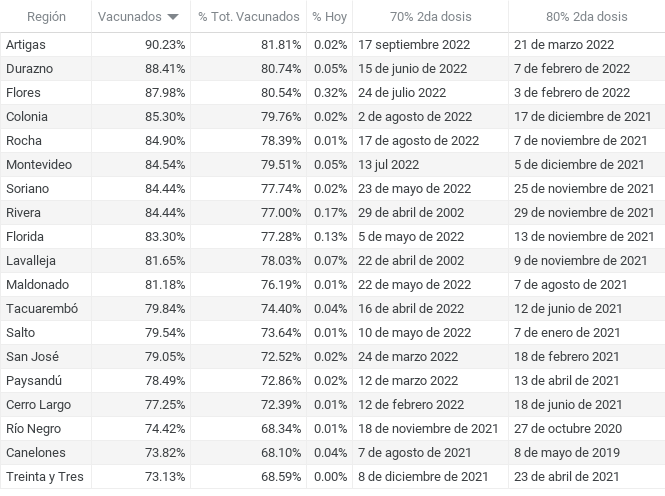 Región Vacunados % Tot. Vacunados % Hoy 70% 2da dosis 80% 2da dosis
Artigas 90.23% 81.81% 0.02% 17 septiembre 2022 21 de marzo 2022
Durazno 88.41% 80.74% 0.05% 15 de junio de 2022 7 de febrero de 2022
Flores 87.98% 80.54% 0.32% 24 de julio 2022 3 de febrero de 2022
Colonia 85.30% 79.76% 0.02% 2 de agosto de 2022 17 de diciembre de 2021
Rocha 84.90% 78.39% 0.01% 17 de agosto de 2022 7 de noviembre de 2021
Montevideo 84.54% 79.51% 0.05% 13 jul 2022 5 de diciembre de 2021
Soriano 84.44% 77.74% 0.02% 23 de mayo de 2022 25 de noviembre de 2021
Rivera 84.44% 77.00% 0.17% 29 de abril de 2002 29 de noviembre de 2021
Florida 83.30% 77.28% 0.13% 5 de mayo de 2022 13 de noviembre de 2021
Lavalleja 81.65% 78.03% 0.07% 22 de abril de 2002 9 de noviembre de 2021
Maldonado 81.18% 76.19% 0.01% 22 de mayo de 2022 7 de agosto de 2021
Tacuarembó 79.84% 74.40% 0.04% 16 de abril de 2022 12 de junio de 2021
Salto 79.54% 73.64% 0.01% 10 de mayo de 2022 7 de enero de 2021
San José 79.05% 72.52% 0.02% 24 de marzo 2022 18 de febrero 2021
Paysandú 78.49% 72.86% 0.02% 12 de marzo 2022 13 de abril de 2021
Cerro Largo 77.25% 72.39% 0.01% 12 de febrero 2022 18 de junio de 2021
Río Negro 74.42% 68.34% 0.01% 18 de noviembre de 2021 27 de octubre 2020
Canelones 73.82% 68.10% 0.04% 7 de agosto de 2021 8 de mayo de 2019
Treinta y Tres 73.13% 68.59% 0.00% 8 de diciembre de 2021 23 de abril de 2021